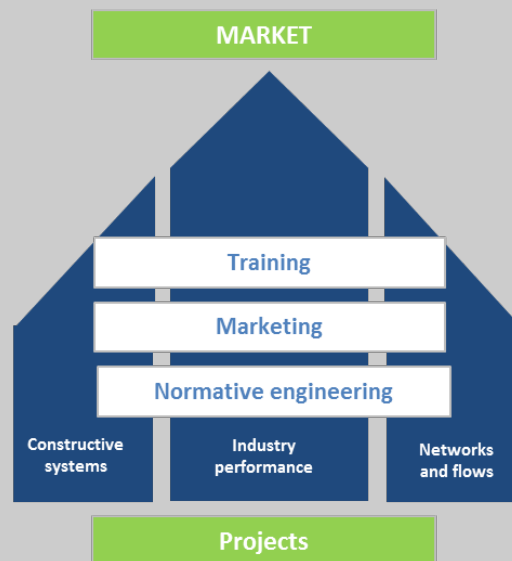 MARKET
Training
Marketing
Normative engineering
Constructive
systems
Industry
performance
Networks
and flows
Projects